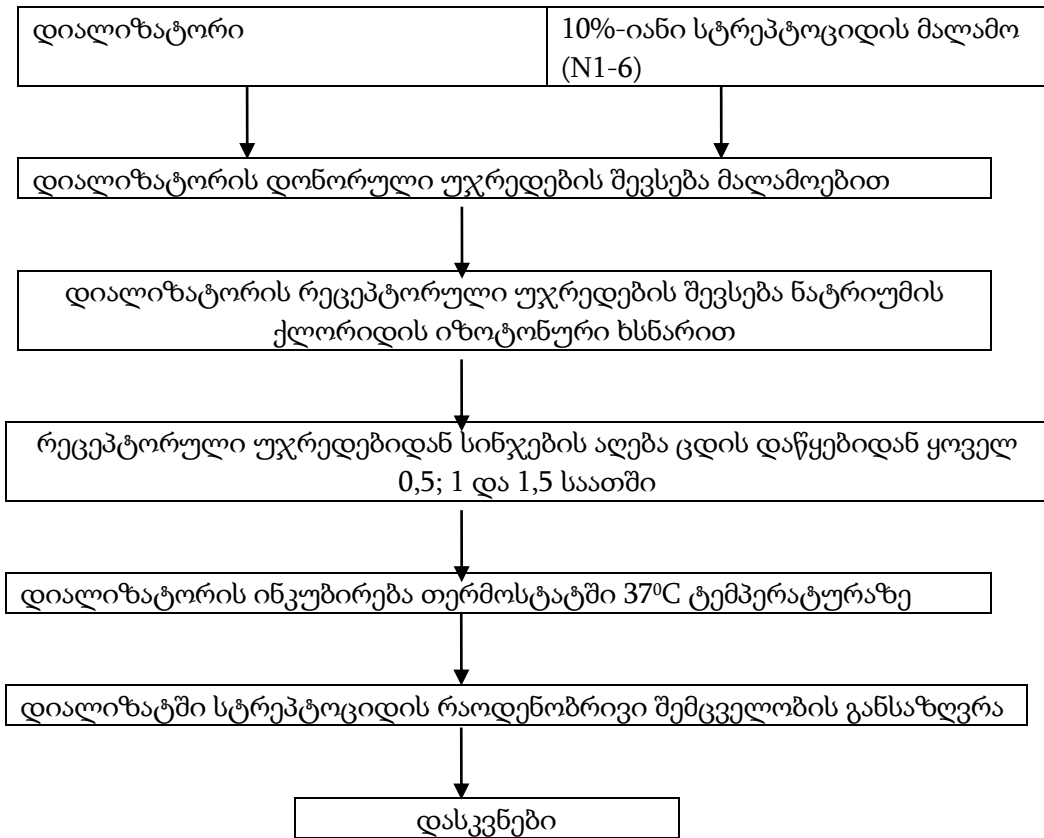 დიალიზატორი
10%-იანი სტრეპტოციდის მალამო
(N1-6)
დიალიზატორის დონორული უჯრედების შევსება მალამოებით
დიალიზატორის რეცეპტორული უჯრედების შევსება ნატრიუმის
ქლორიდის იზოტონური ხსნარით
რეცეპტორული უჯრედებიდან სინჯების აღება ცდის დაწყებიდან ყოველ
0,5; 1 და 1,5 საათში
დიალიზატორის ინკუბირება თერმოსტატში 37⁰C ტემპერატურაზე
დიალიზატში სტრეპტოციდის რაოდენობრივი შემცველობის განსაზღვრა
დასკვნები